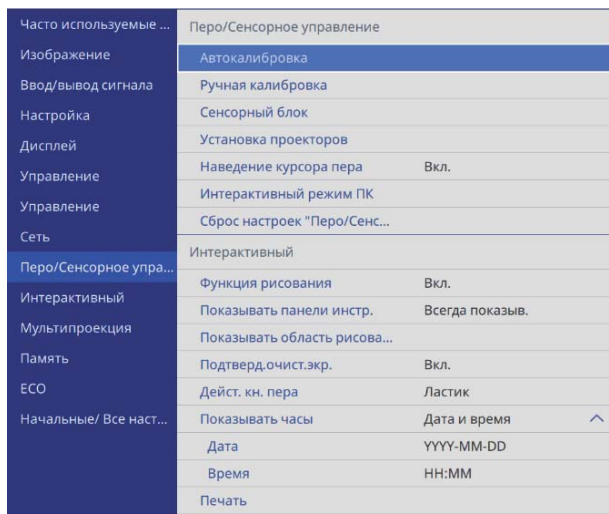 Часто используемые ...
Изображение
Ввод/вывод сигнала
Настройка
Дисплей
Управление
Управление
Сеть
Перо/Сенсорное упра...
Интерактивный
Мультипроекция
Память
ECO
Начальные/ Все наст...
Перо/Сенсорное управление
Автокалибровка
Ручная калибровка
Сенсорный блок
Установка проекторов
Наведение курсора пера Вкл.
Интерактивный режим ПК
Сброс настроек "Перо/Сенс...
Интерактивный
Функция рисования Вкл.
Показывать панели инстр. Всегда показыв.
Показывать область рисова...
Подтверд.очист.экр. Вкл.
Дейст. кн. пера Ластик
Показывать часы Дата и время
Дата YYYY-MM-DD
Время HH:MM
Печать